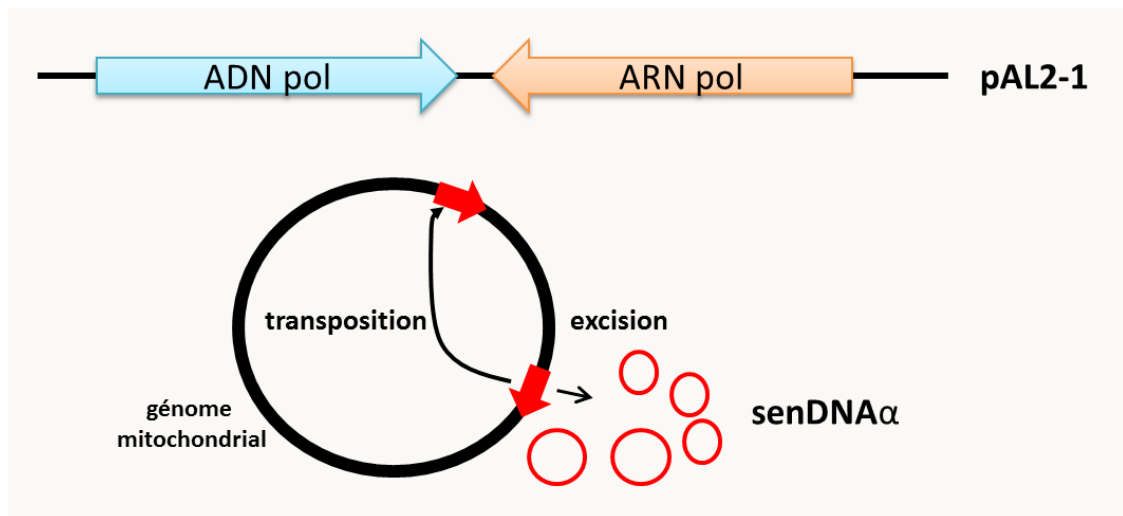 ADN pol
ARN pol
pAL2-1
transposition
excision
génome
mitochondrial
senDNAα